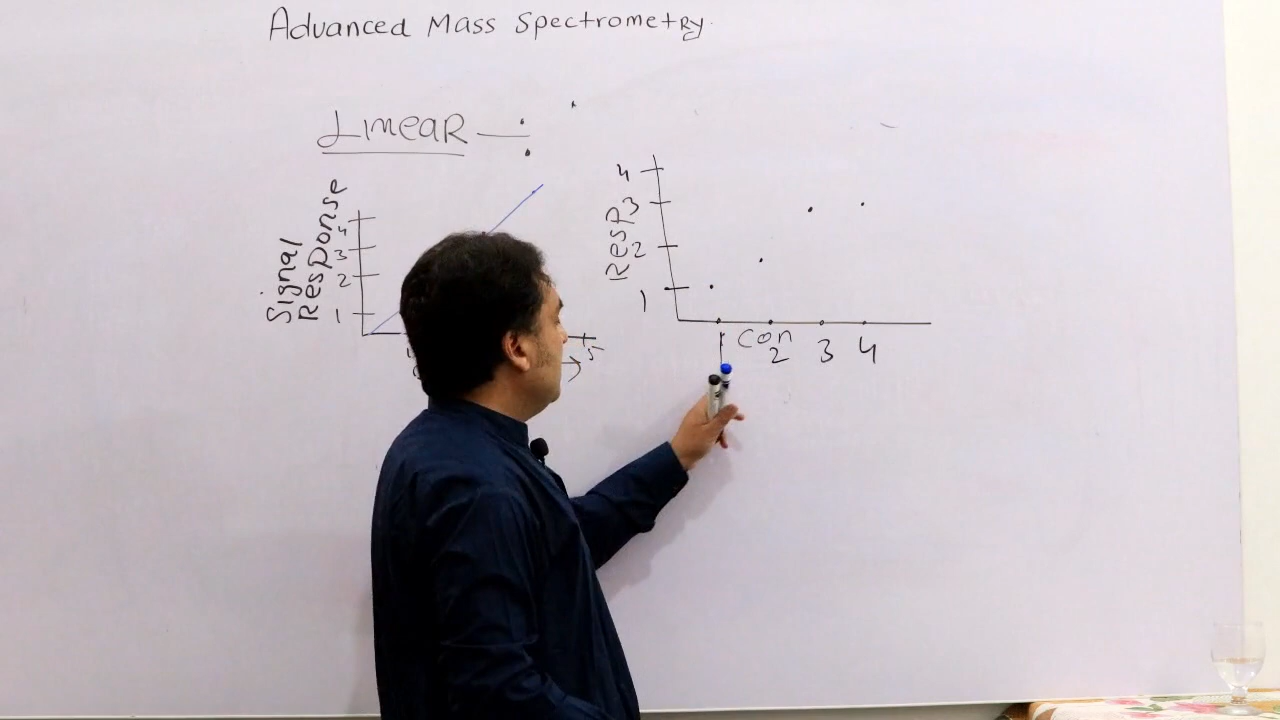 Advanced Mass Spectrometry.
Linear – :
Signal
Response
4
3
2
1
5
Resp
4
3
2
1
1 con 2 3 4